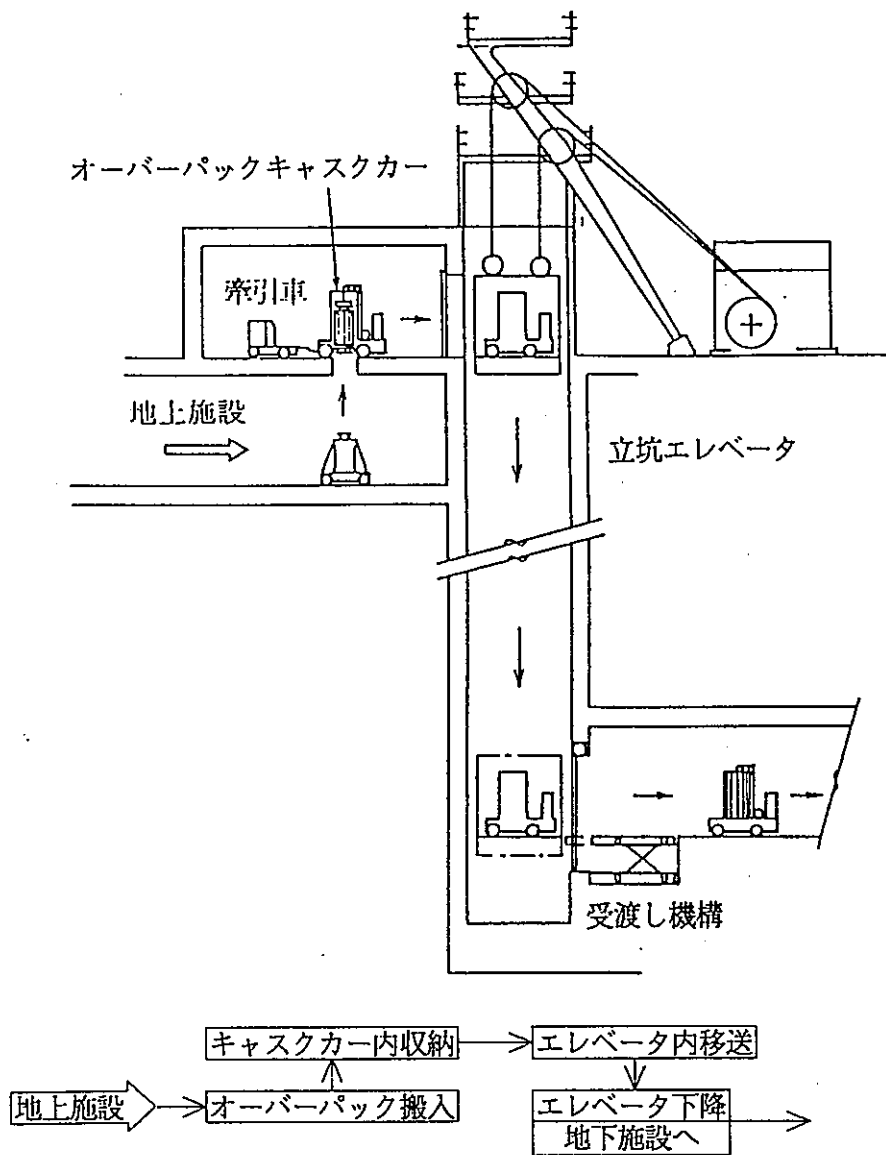 オーバーパックキャスクカー
牽引車
地上施設
立坑エレベータ
受渡し機構
キャスクカー内収納
エレベータ内移送
地上施設
オーバーパック搬入
エレベータ下降
地下施設へ